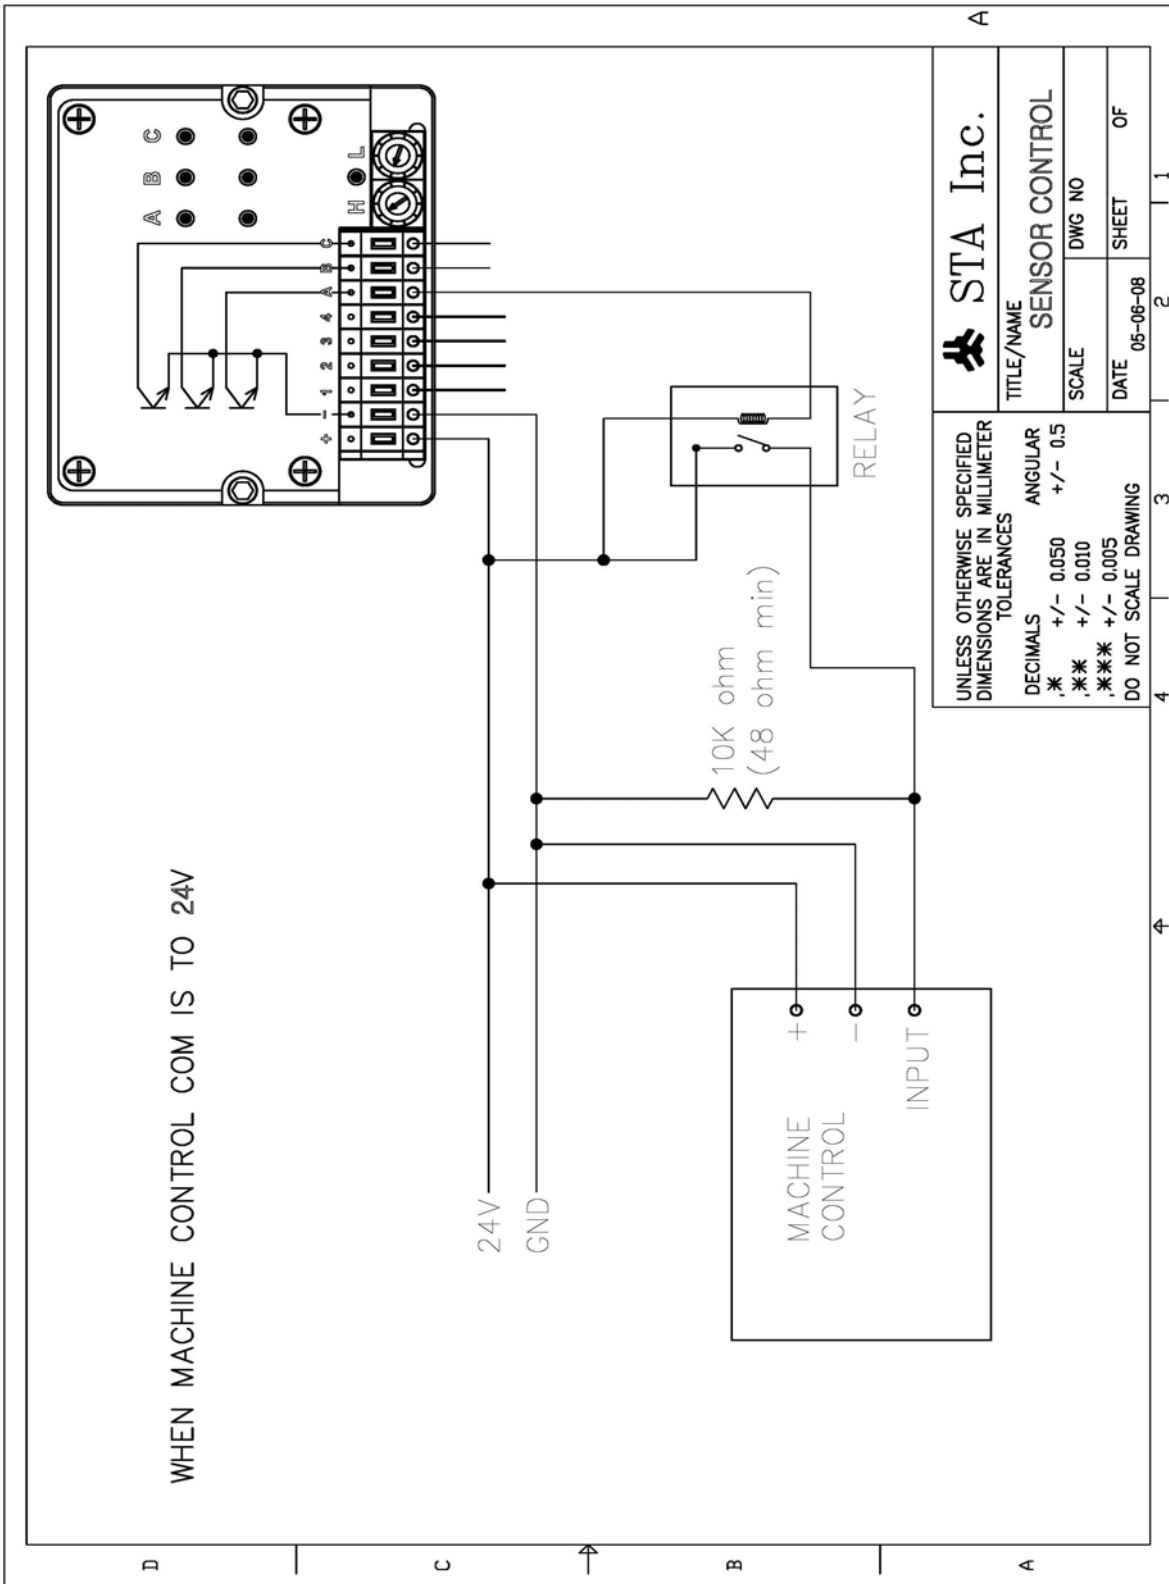 WHEN MACHINE CONTROL COM IS TO 24V
A B C
H L
+ - 1 2 3 4 A B C
24V
GND
RELAY
10K ohm
(48 ohm min)
MACHINE
CONTROL
+
-
INPUT
UNLESS OTHERWISE SPECIFIED
DIMENSIONS ARE IN MILLIMETER
TOLERANCES
DECIMALS ANGULAR
.* +/- 0.050 +/- 0.5
.** +/- 0.010
.*** +/- 0.005
DO NOT SCALE DRAWING
STA Inc.
TITLE/NAME
SENSOR CONTROL
SCALE
DWG NO
DATE 05-06-08
SHEET OF
D
C
B
A
4
3
2
1
A